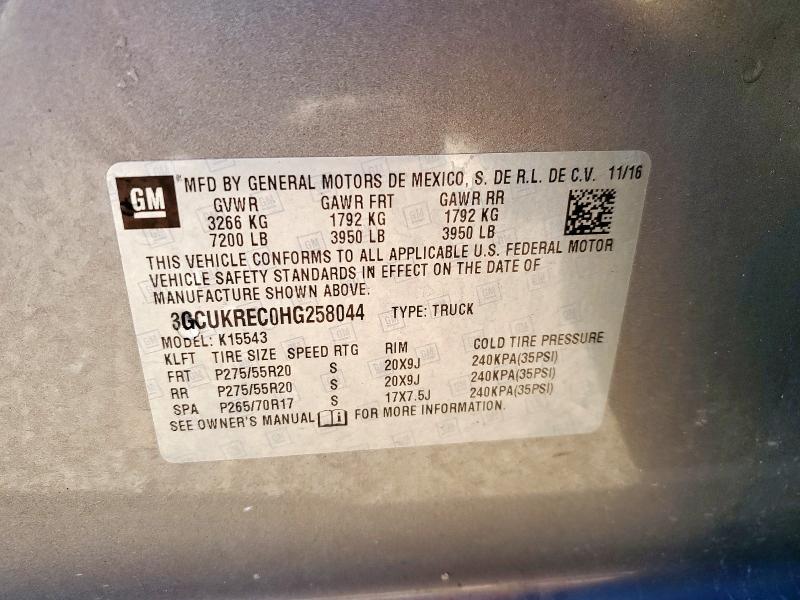 GM
MFD BY GENERAL MOTORS DE MEXICO, S. DE R.L. DE C.V. 11/16
GVWR GAWR FRT GAWR RR
3266 KG 1792 KG 1792 KG
7200 LB 3950 LB 3950 LB
THIS VEHICLE CONFORMS TO ALL APPLICABLE U.S. FEDERAL MOTOR
VEHICLE SAFETY STANDARDS IN EFFECT ON THE DATE OF
MANUFACTURE SHOWN ABOVE.
3GCUKREC0HG258044 TYPE: TRUCK
MODEL: K15543
KLFT TIRE SIZE SPEED RTG RIM COLD TIRE PRESSURE
FRT P275/55R20 S 20X9J 240KPA(35PSI)
RR P275/55R20 S 20X9J 240KPA(35PSI)
SPA P265/70R17 S 17X7.5J 240KPA(35PSI)
SEE OWNER'S MANUAL FOR MORE INFORMATION.